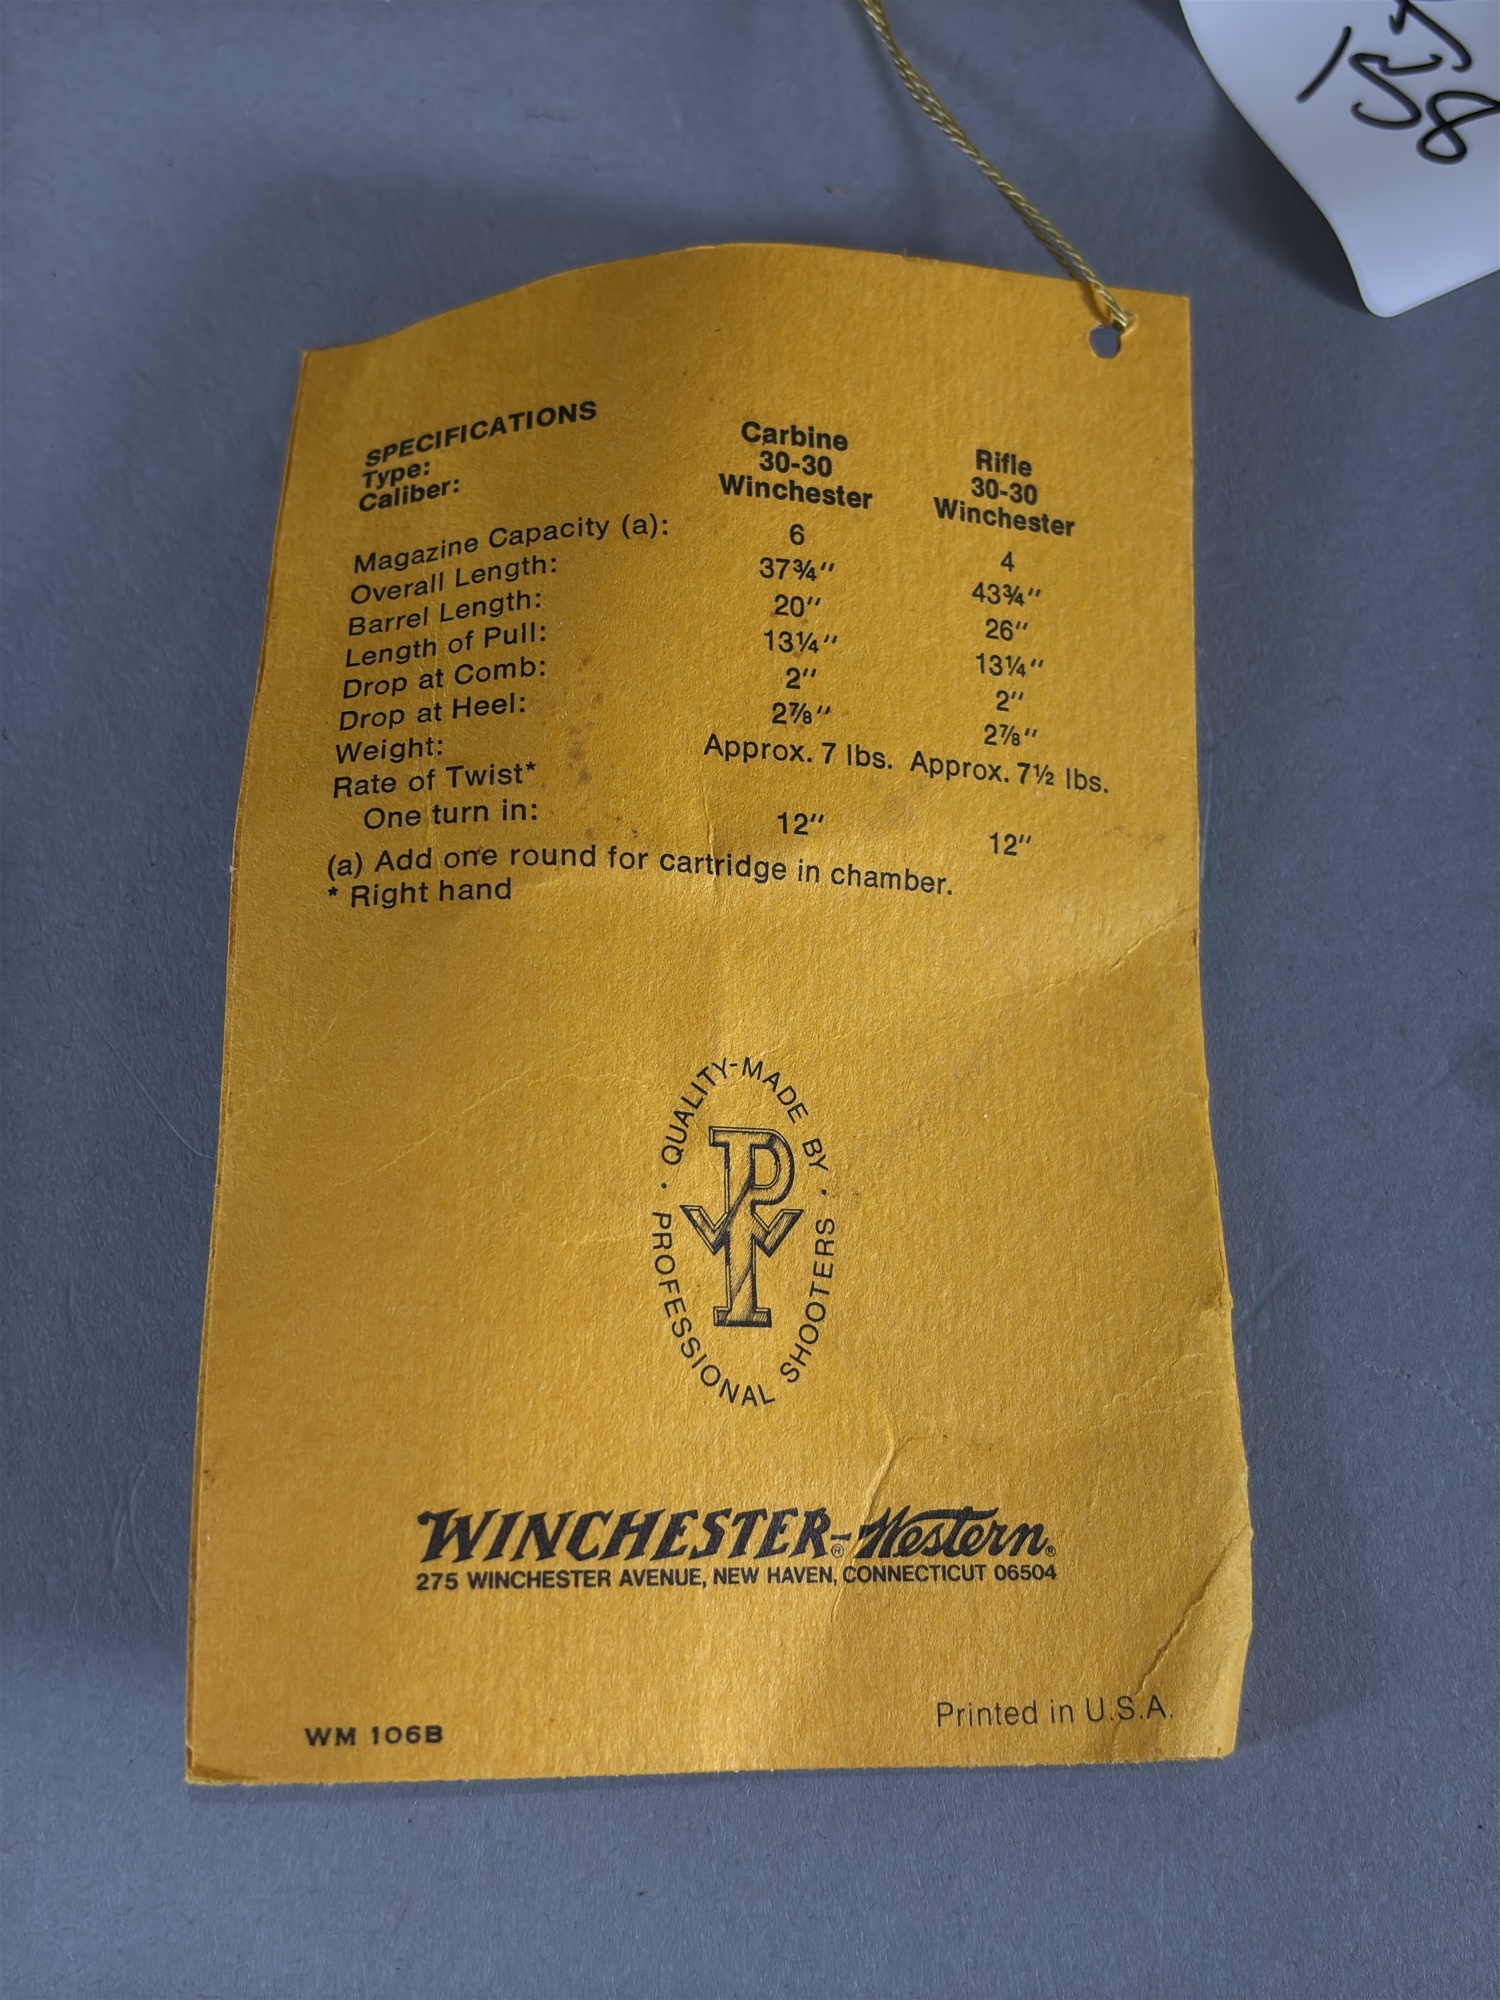 158
SPECIFICATIONS
Type: Carbine Rifle
Caliber: 30-30 Winchester 30-30 Winchester
Magazine Capacity (a): 6 4
Overall Length: 37¾" 43¾"
Barrel Length: 20" 26"
Length of Pull: 13¼" 13¼"
Drop at Comb: 2" 2"
Drop at Heel: 2⅞" 2⅞"
Weight: Approx. 7 lbs. Approx. 7½ lbs.
Rate of Twist*
One turn in: 12" 12"
(a) Add one round for cartridge in chamber.
* Right hand
· QUALITY-MADE BY ·
PROFESSIONAL SHOOTERS
WINCHESTER®-Western®
275 WINCHESTER AVENUE, NEW HAVEN, CONNECTICUT 06504
Printed in U.S.A.
WM 106B